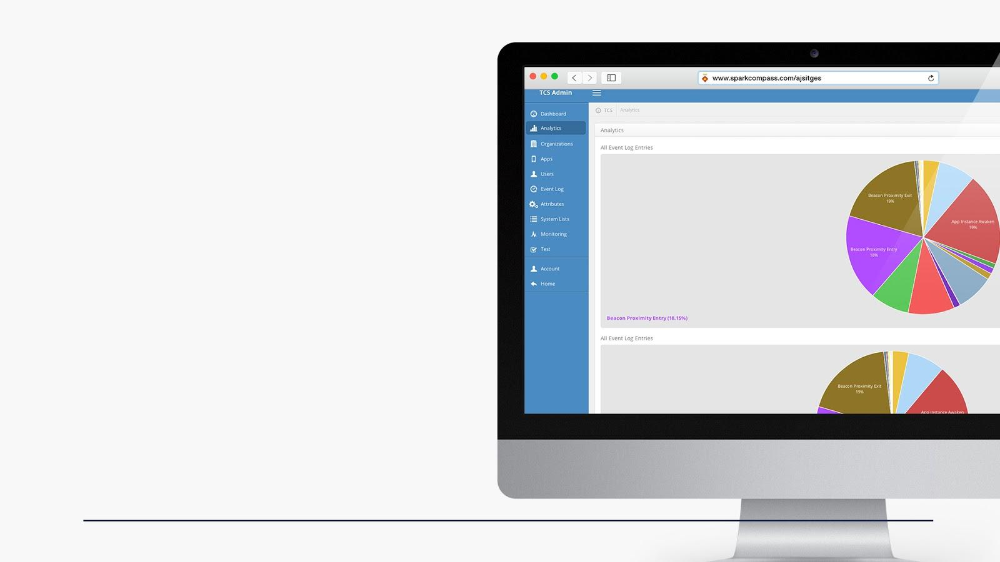 www.sparkcompass.com/ajsitges
TCS Admin
Dashboard
Analytics
Organizations
Apps
Users
Event Log
Attributes
System Lists
Monitoring
Test
Account
Home
TCS Analytics
Analytics
All Event Log Entries
Beacon Proximity Exit
19%
App Instance Awaken
19%
Beacon Proximity Entry
18%
Beacon Proximity Entry (18.15%)
All Event Log Entries
Beacon Proximity Exit
19%
App Instance Awaken